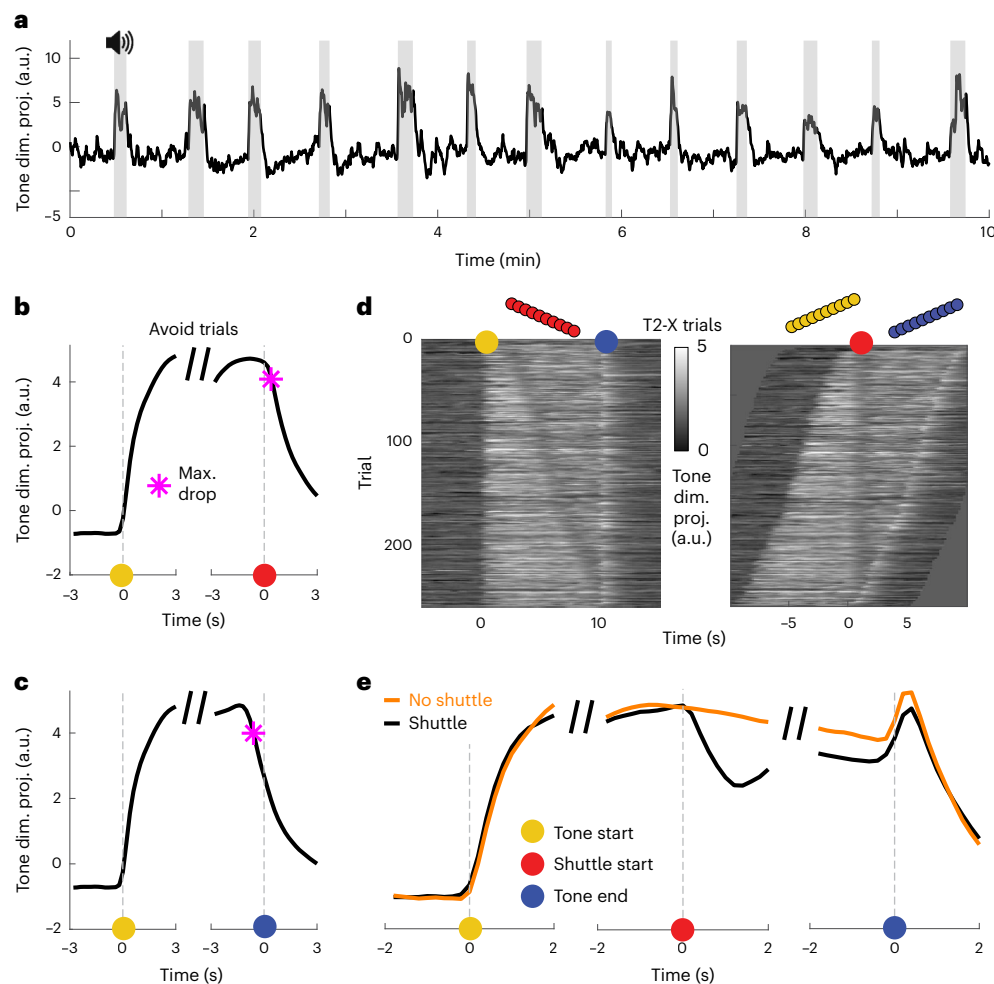 a
Tone dim. proj. (a.u.)
10
5
0
–5
0
2
4
6
8
10
Time (min)
b
Avoid trials
Tone dim. proj. (a.u.)
4
2
0
–2
Max.
drop
–3
0
3
–3
0
3
Time (s)
d
T2-X trials
0
100
200
Trial
5
0
Tone
dim.
proj.
(a.u.)
0
10
–5
0
5
Time (s)
c
Tone dim. proj. (a.u.)
4
2
0
–2
–3
0
3
–3
0
3
Time (s)
e
No shuttle
Shuttle
Tone start
Shuttle start
Tone end
–2
0
2
–2
0
2
–2
0
2
Time (s)